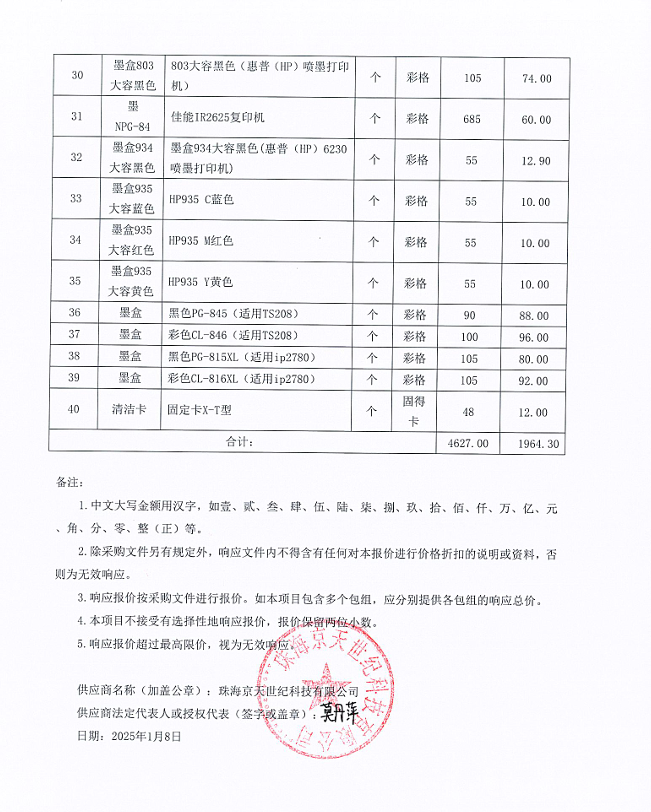 30 墨盒803大容黑色 803大容黑色（惠普（HP）喷墨打印机） 个 彩格 105 74.00
31 墨NPG-84 佳能IR2625复印机 个 彩格 685 60.00
32 墨盒934大容黑色 墨盒934大容黑色(惠普（HP）6230喷墨打印机) 个 彩格 55 12.90
33 墨盒935大容蓝色 HP935 C蓝色 个 彩格 55 10.00
34 墨盒935大容红色 HP935 M红色 个 彩格 55 10.00
35 墨盒935大容黄色 HP935 Y黄色 个 彩格 55 10.00
36 墨盒 黑色PG-845（适用TS208） 个 彩格 90 88.00
37 墨盒 彩色CL-846（适用TS208） 个 彩格 100 96.00
38 墨盒 黑色PG-815XL（适用ip2780） 个 彩格 105 80.00
39 墨盒 彩色CL-816XL（适用ip2780） 个 彩格 105 92.00
40 清洁卡 固定卡X-T型 个 固得卡 48 12.00
合计： 4627.00 1964.30
备注：
1.中文大写金额用汉字，如壹、贰、叁、肆、伍、陆、柒、捌、玖、拾、佰、仟、万、亿、元
、角、分、零、整（正）等。
2.除采购文件另有规定外，响应文件内不得含有任何对本报价进行价格折扣的说明或资料，否
则为无效响应。
3.响应报价按采购文件进行报价。如本项目包含多个包组，应分别提供各包组的响应总价。
4.本项目不接受有选择性地响应报价，报价保留两位小数。
5.响应报价超过最高限价，视为无效响应。
供应商名称（加盖公章）：珠海京天世纪科技有限公司
供应商法定代表人或授权代表（签字或盖章）：莫丹萍
日期：2025年1月8日
珠海京天世纪科技有限公司